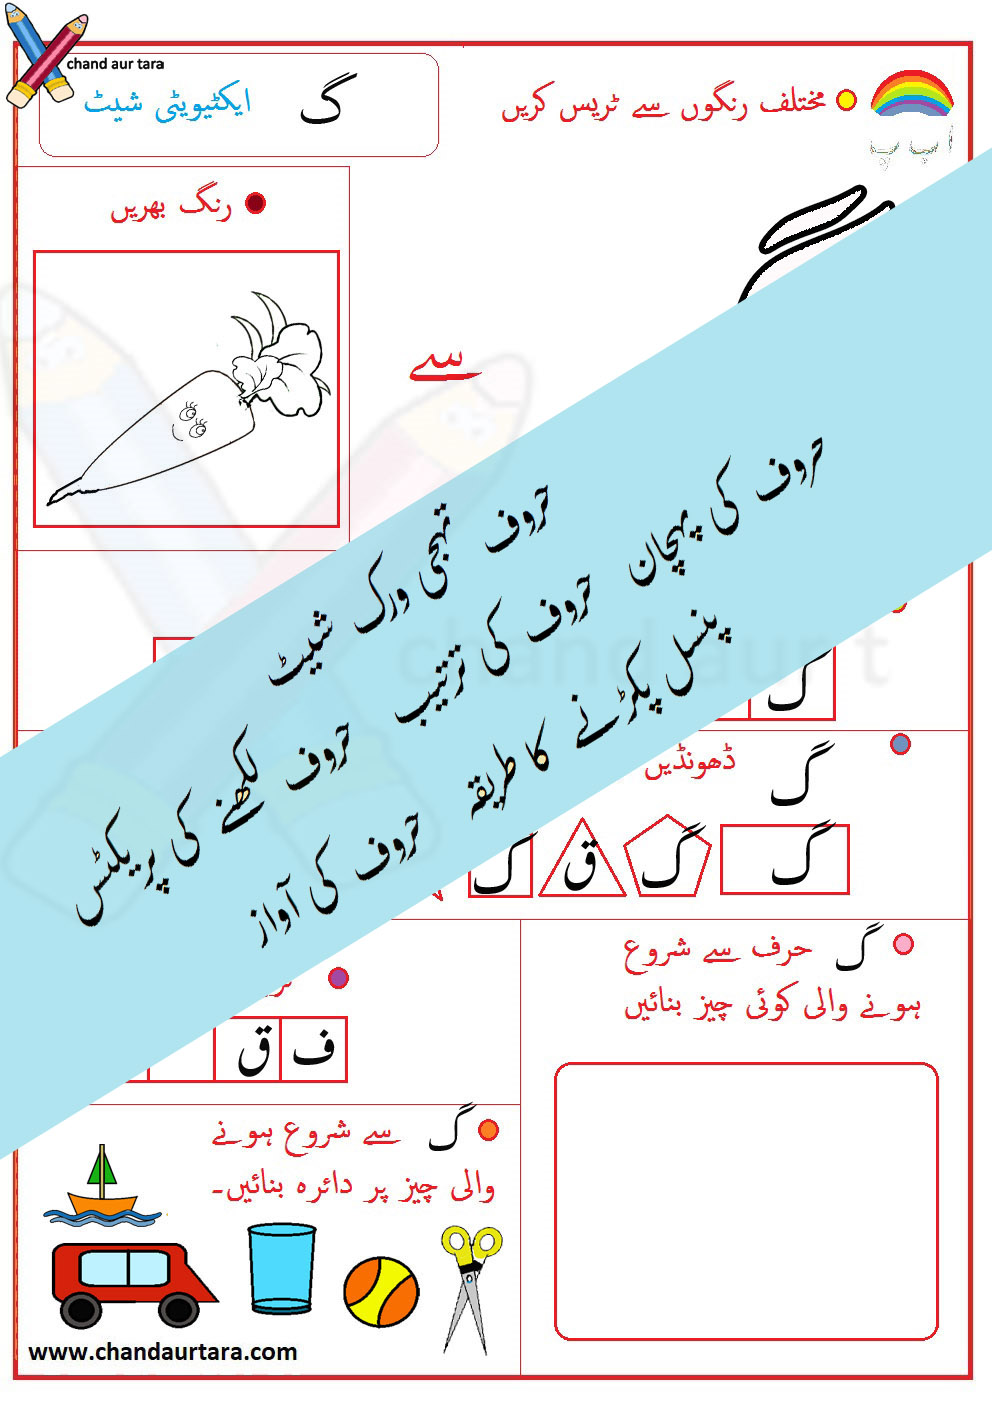 chand aur tara
گ ایکٹیویٹی شیٹ
مختلف رنگوں سے ٹریس کریں
ا پ پ
رنگ بھریں
سے
حروف تہجی ورک شیٹ
حروف کی پہچان
حروف کی ترتیب
حروف لکھنے کی پریکٹس
پنسل پکڑنے کا طریقہ
حروف کی آواز
chand aur t
گ
گ ڈھونڈیں
گ گ ق گ
گ حرف سے شروع
ہونے والی کوئی چیز بنائیں
ف ق
گ سے شروع ہونے
والی چیز پر دائرہ بنائیں۔
www.chandaurtara.com